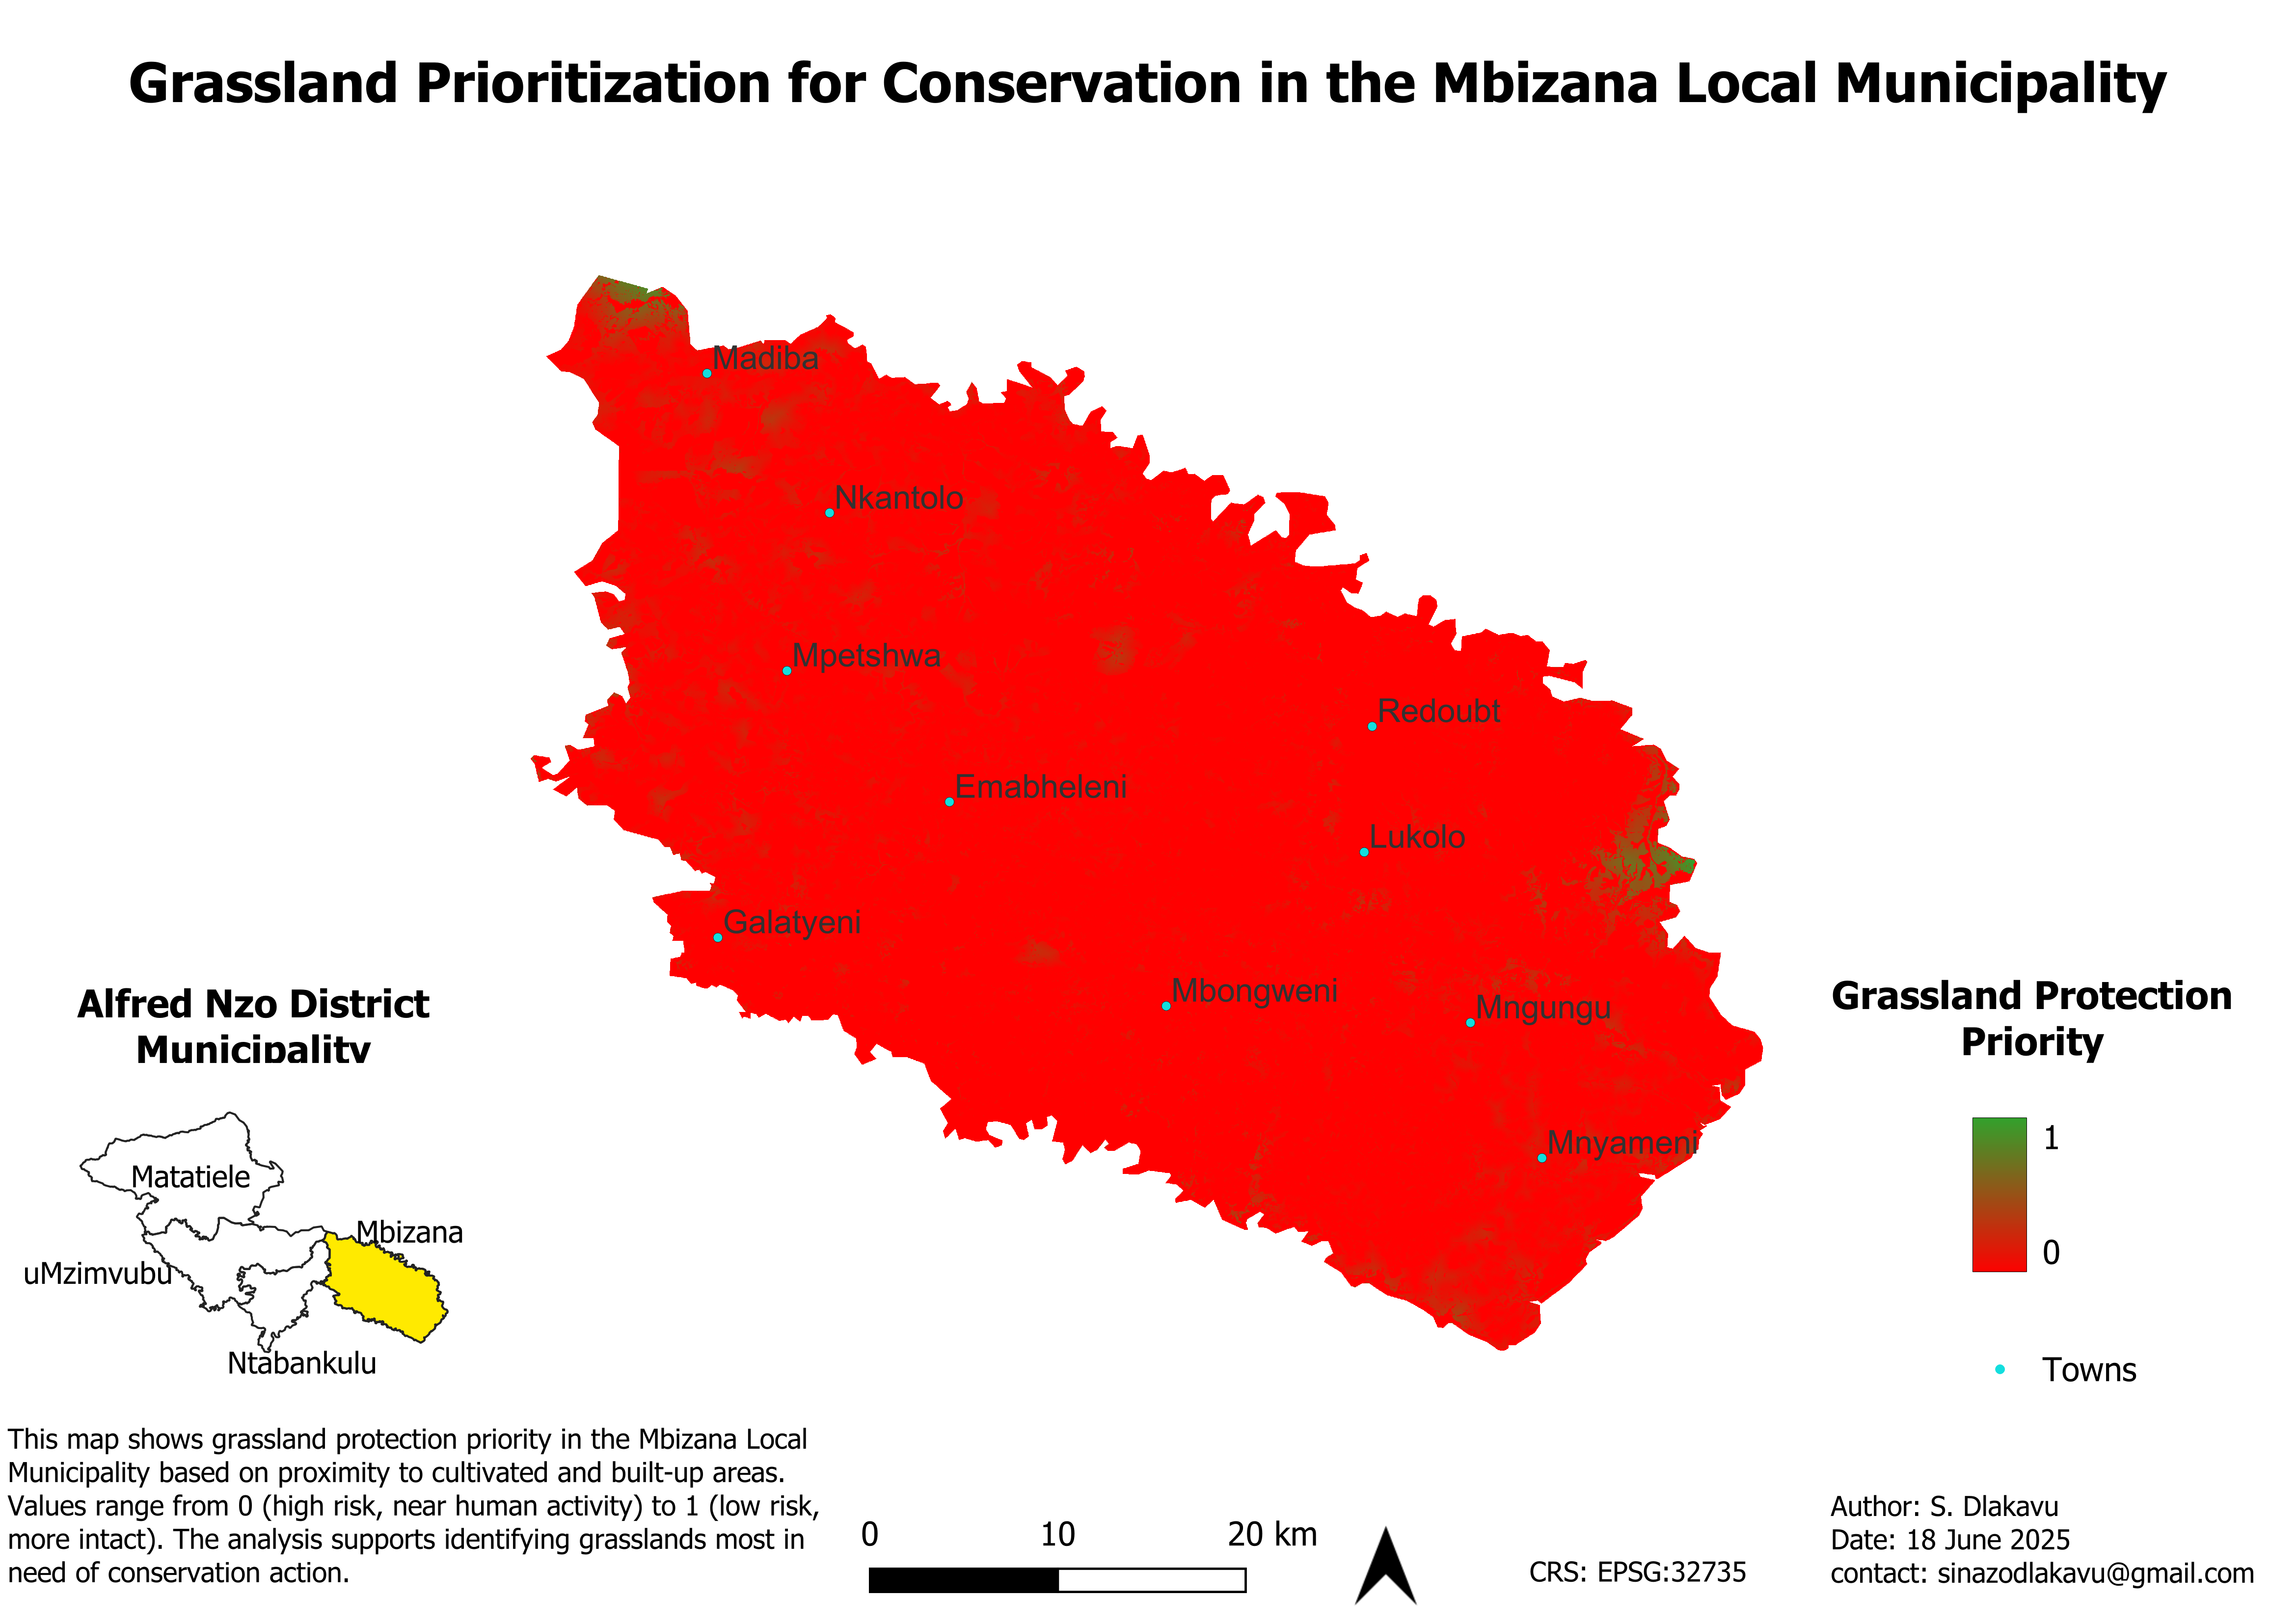 Grassland Prioritization for Conservation in the Mbizana Local Municipality
Madiba
Nkantolo
Mpetshwa
Redoubt
Emabheleni
Lukolo
Galatyeni
Mbongweni
Mngungu
Mnyameni
Alfred Nzo District
Municipality
Matatiele
Mbizana
uMzimvubu
Ntabankulu
Grassland Protection
Priority
1
0
Towns
This map shows grassland protection priority in the Mbizana Local
Municipality based on proximity to cultivated and built-up areas.
Values range from 0 (high risk, near human activity) to 1 (low risk,
more intact). The analysis supports identifying grasslands most in
need of conservation action.
0 10 20 km
CRS: EPSG:32735
Author: S. Dlakavu
Date: 18 June 2025
contact: sinazodlakavu@gmail.com